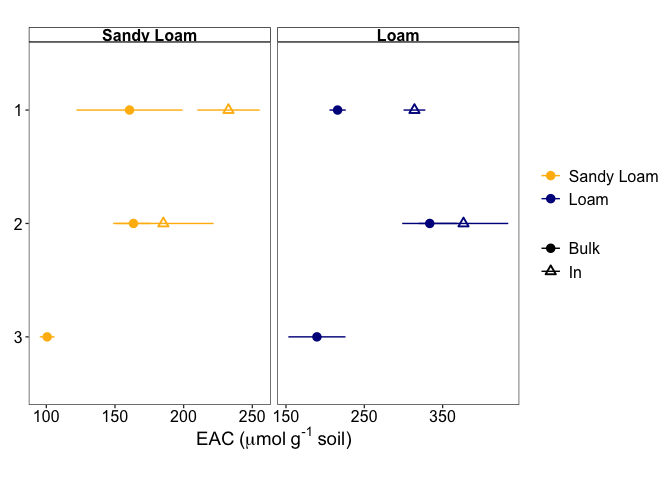 Sandy Loam Loam
1
2
3
Sandy Loam
Loam
Bulk
In
100 150 200 250 150 250 350
EAC (μmol g⁻¹ soil)